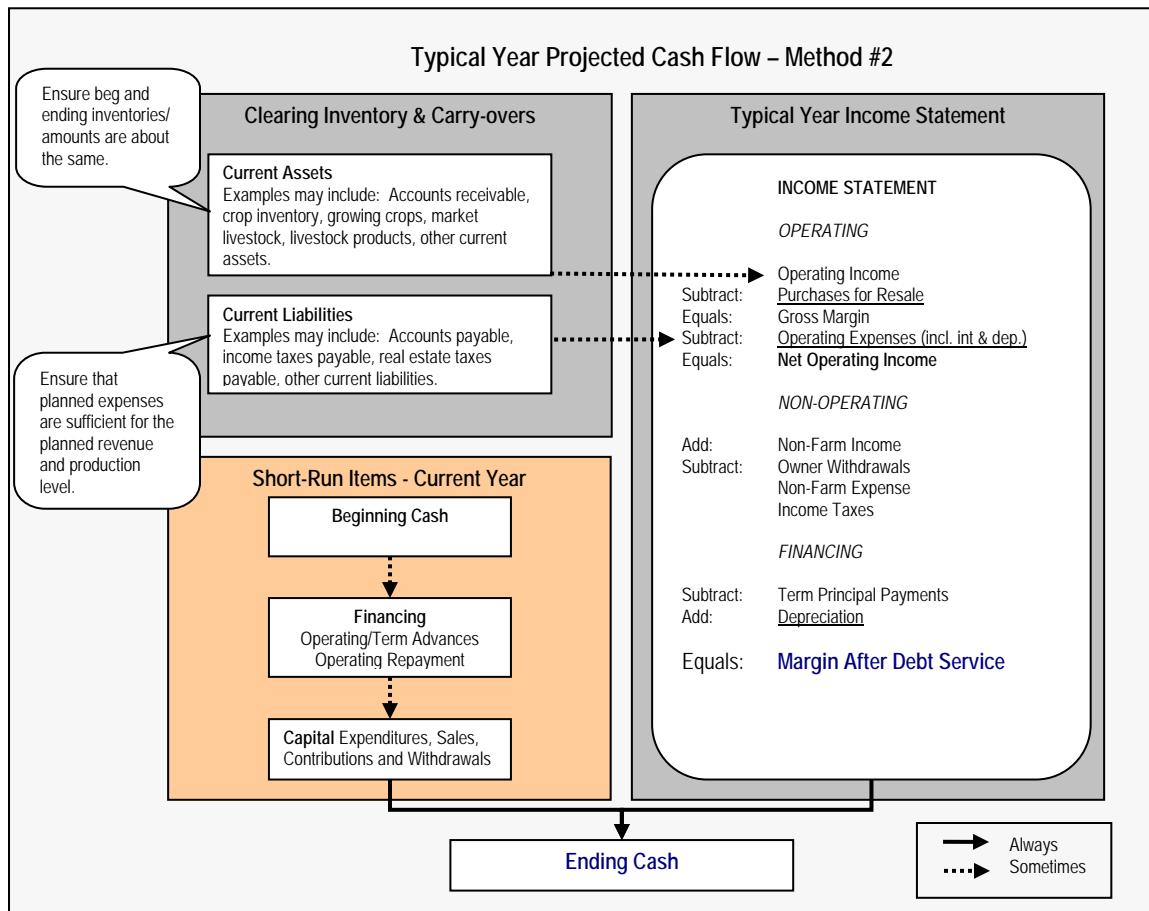 Typical Year Projected Cash Flow – Method #2
Ensure beg and
ending inventories/
amounts are about
the same.
Clearing Inventory & Carry-overs
Current Assets
Examples may include: Accounts receivable,
crop inventory, growing crops, market
livestock, livestock products, other current
assets.
Current Liabilities
Examples may include: Accounts payable,
income taxes payable, real estate taxes
payable, other current liabilities.
Ensure that
planned expenses
are sufficient for the
planned revenue
and production
level.
Short-Run Items - Current Year
Beginning Cash
Financing
Operating/Term Advances
Operating Repayment
Capital Expenditures, Sales,
Contributions and Withdrawals
Typical Year Income Statement
INCOME STATEMENT
OPERATING
Operating Income
Subtract: Purchases for Resale
Equals: Gross Margin
Subtract: Operating Expenses (incl. int & dep.)
Equals: Net Operating Income
NON-OPERATING
Add: Non-Farm Income
Subtract: Owner Withdrawals
Non-Farm Expense
Income Taxes
FINANCING
Subtract: Term Principal Payments
Add: Depreciation
Equals: Margin After Debt Service
Ending Cash
Always
Sometimes